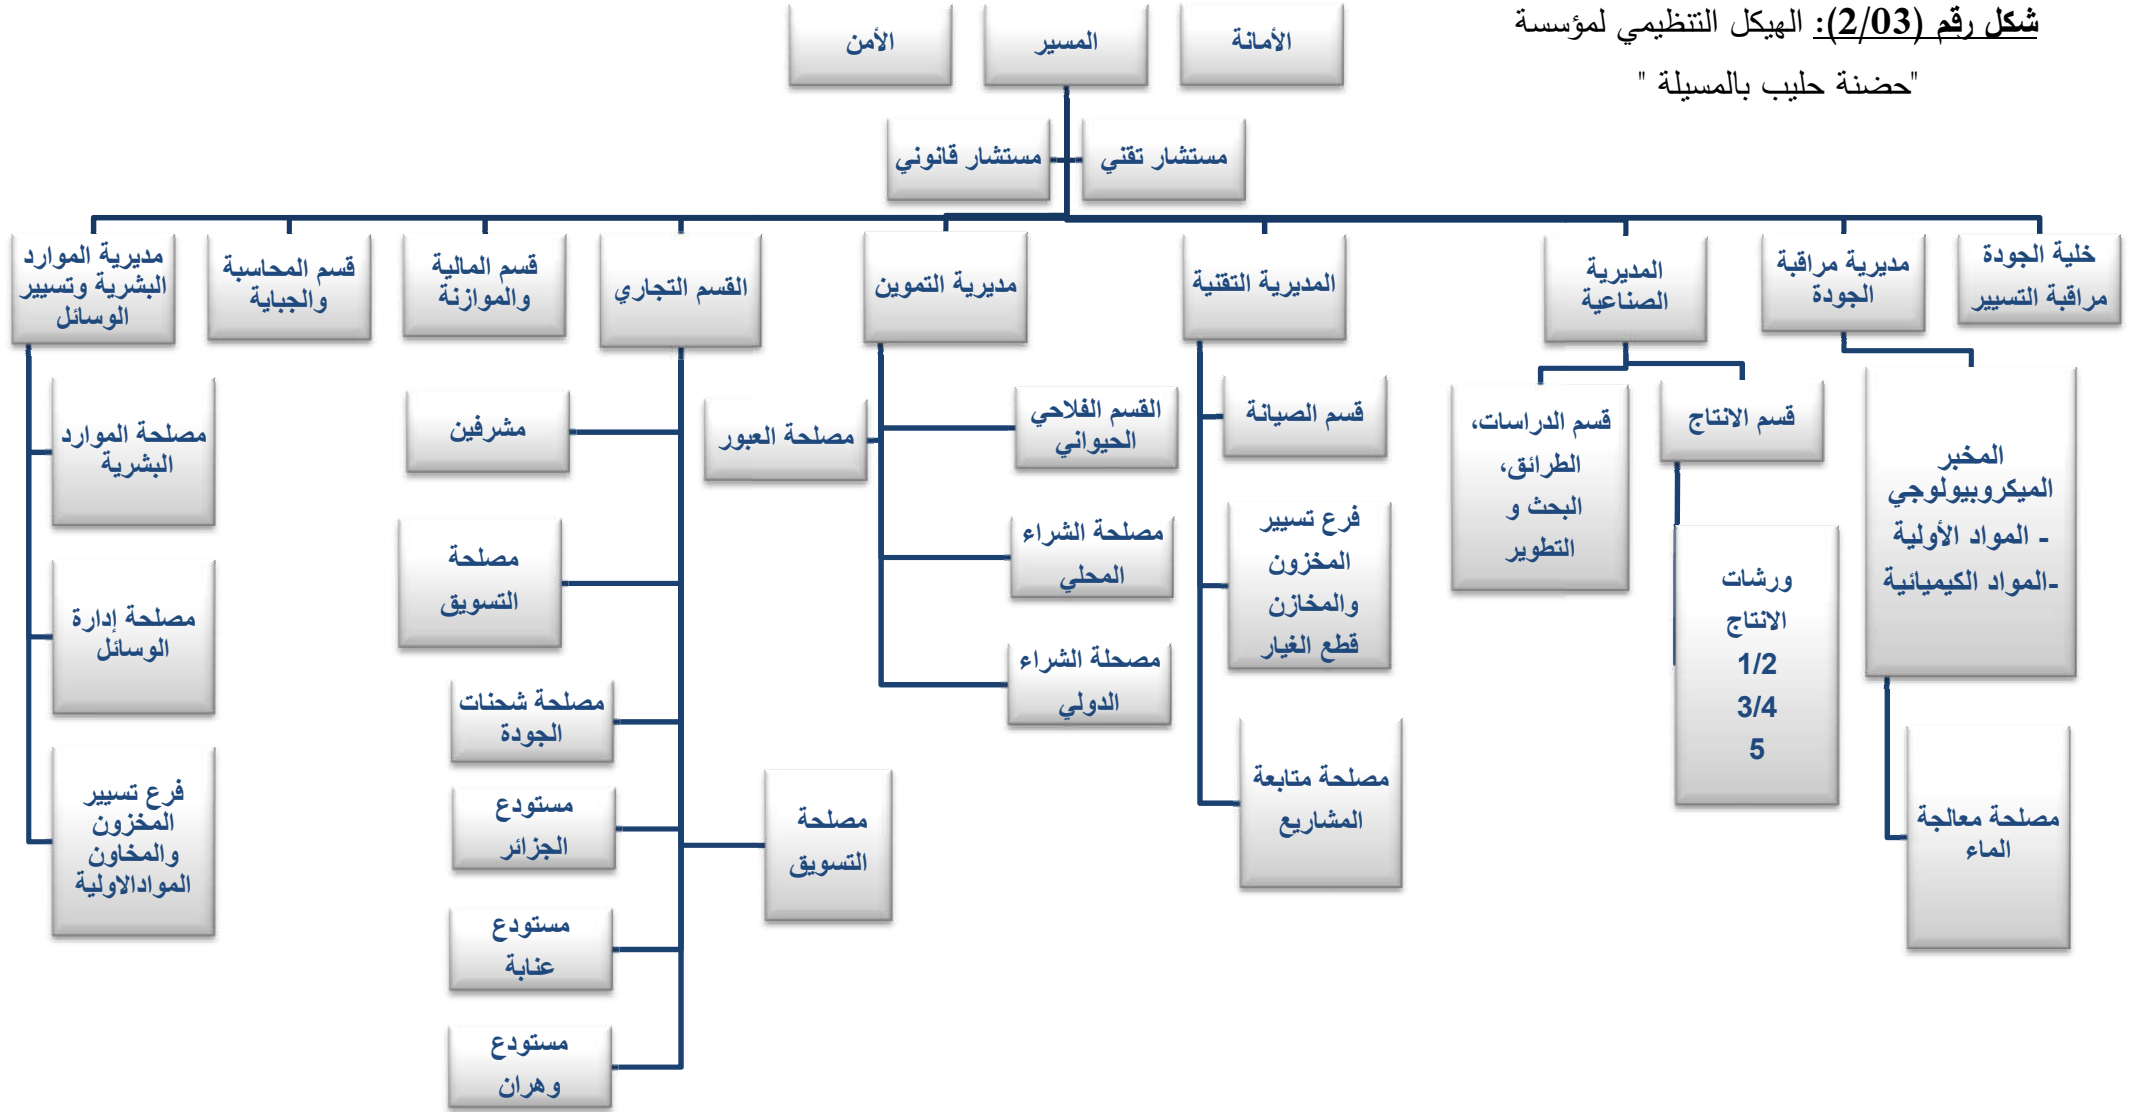 شكل رقم (2/03): الهيكل التنظيمي لمؤسسة
"حضنة حليب بالمسيلة "
الأمانة
المسير
الأمن
مستشار تقني
مستشار قانوني
خلية الجودة
مراقبة التسيير
مديرية مراقبة
الجودة
المديرية
الصناعية
المديرية التقنية
مديرية التموين
القسم التجاري
قسم المالية
والموازنة
قسم المحاسبة
والجباية
مديرية الموارد
البشرية وتسيير
الوسائل
المخبر
الميكروبيولوجي
- المواد الأولية
-المواد الكيميائية
مصلحة معالجة
الماء
قسم الانتاج
ورشات
الانتاج
1/2
3/4
5
قسم الدراسات،
الطرائق،
البحث و
التطوير
قسم الصيانة
فرع تسيير
المخزون
والمخازن
قطع الغيار
مصلحة متابعة
المشاريع
القسم الفلاحي
الحيواني
مصلحة العبور
مصلحة الشراء
المحلي
مصحلة الشراء
الدولي
مشرفين
مصلحة
التسويق
مصلحة شحنات
الجودة
مستودع
الجزائر
مصلحة
التسويق
مستودع
عنابة
مستودع
وهران
مصلحة الموارد
البشرية
مصلحة إدارة
الوسائل
فرع تسيير
المخزون
والمخاون
الموادالاولية